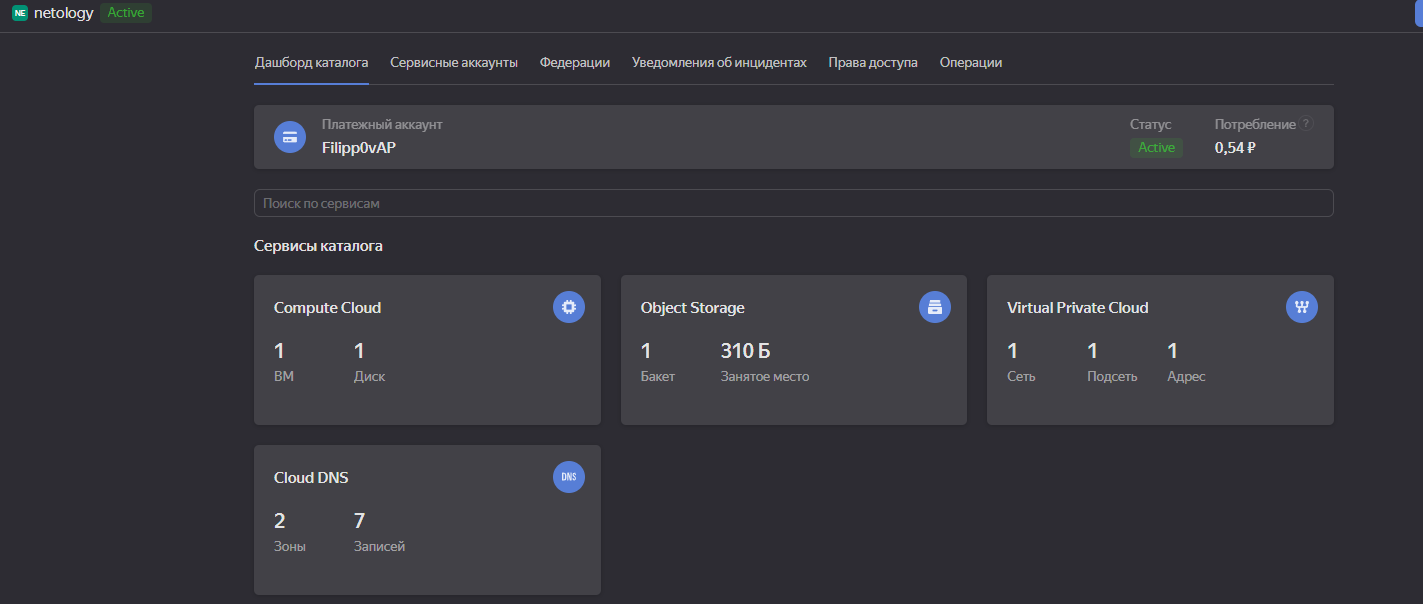 NE netology Active
Дашборд каталога Сервисные аккаунты Федерации Уведомления об инцидентах Права доступа Операции
Платежный аккаунт Статус Потребление ?
Filipp0vAP Active 0,54 ₽
Поиск по сервисам
Сервисы каталога
Compute Cloud
1 1
ВМ Диск
Object Storage
1 310 Б
Бакет Занятое место
Virtual Private Cloud
1 1 1
Сеть Подсеть Адрес
Cloud DNS DNS
2 7
Зоны Записей